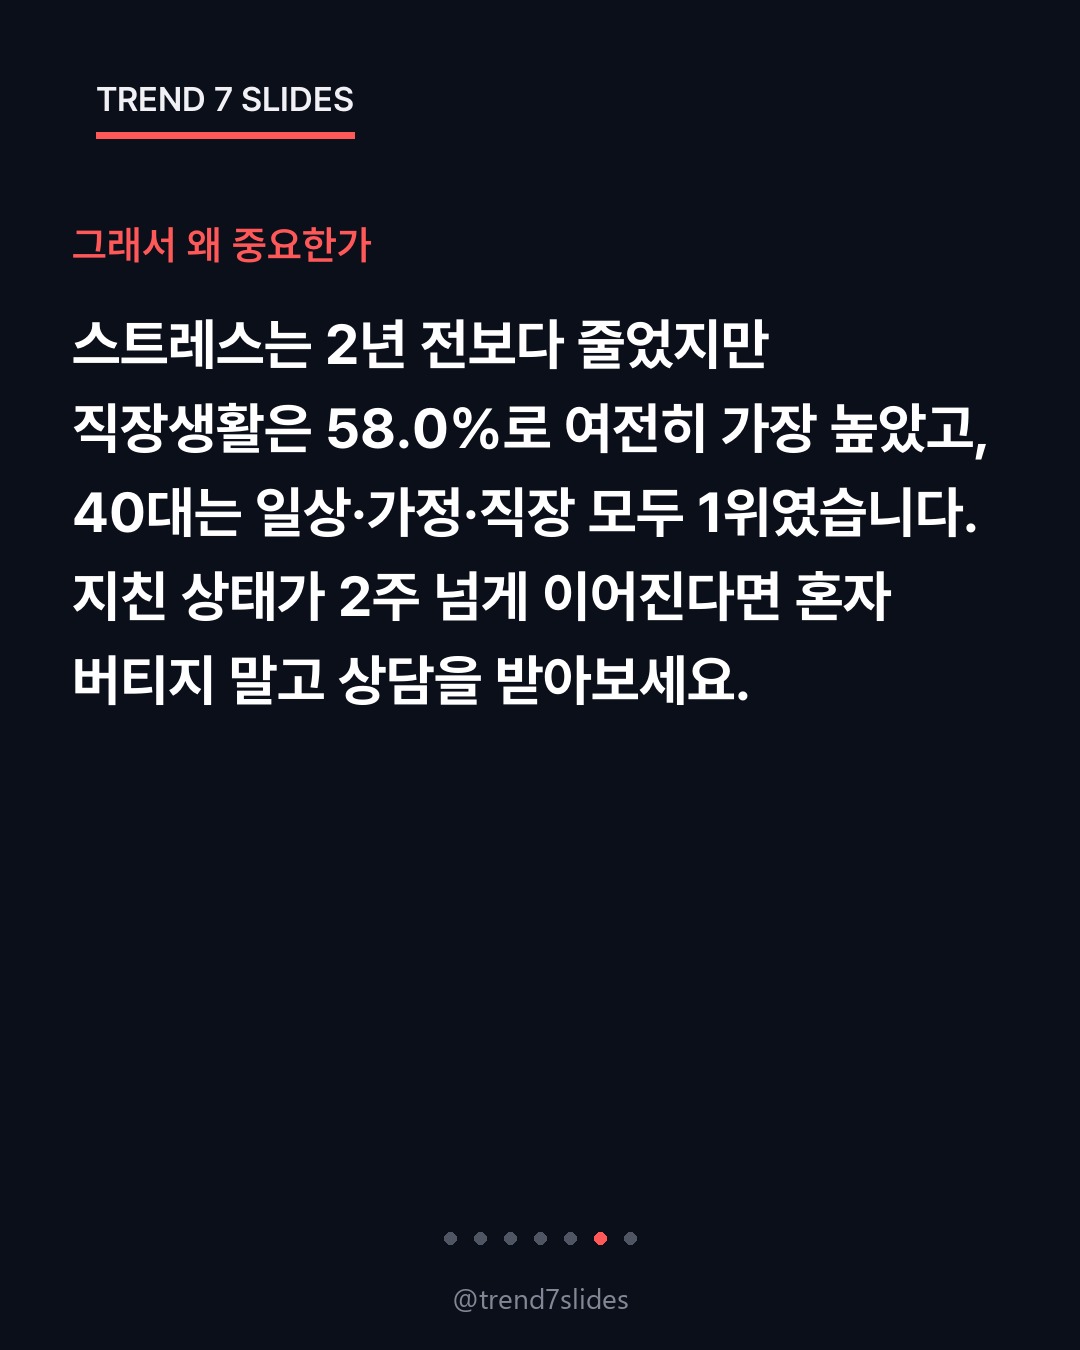 TREND 7 SLIDES
그래서 왜 중요한가
스트레스는 2년 전보다 줄었지만
직장생활은 58.0%로 여전히 가장 높았고,
40대는 일상·가정·직장 모두 1위였습니다.
지친 상태가 2주 넘게 이어진다면 혼자
버티지 말고 상담을 받아보세요.
@trend7slides